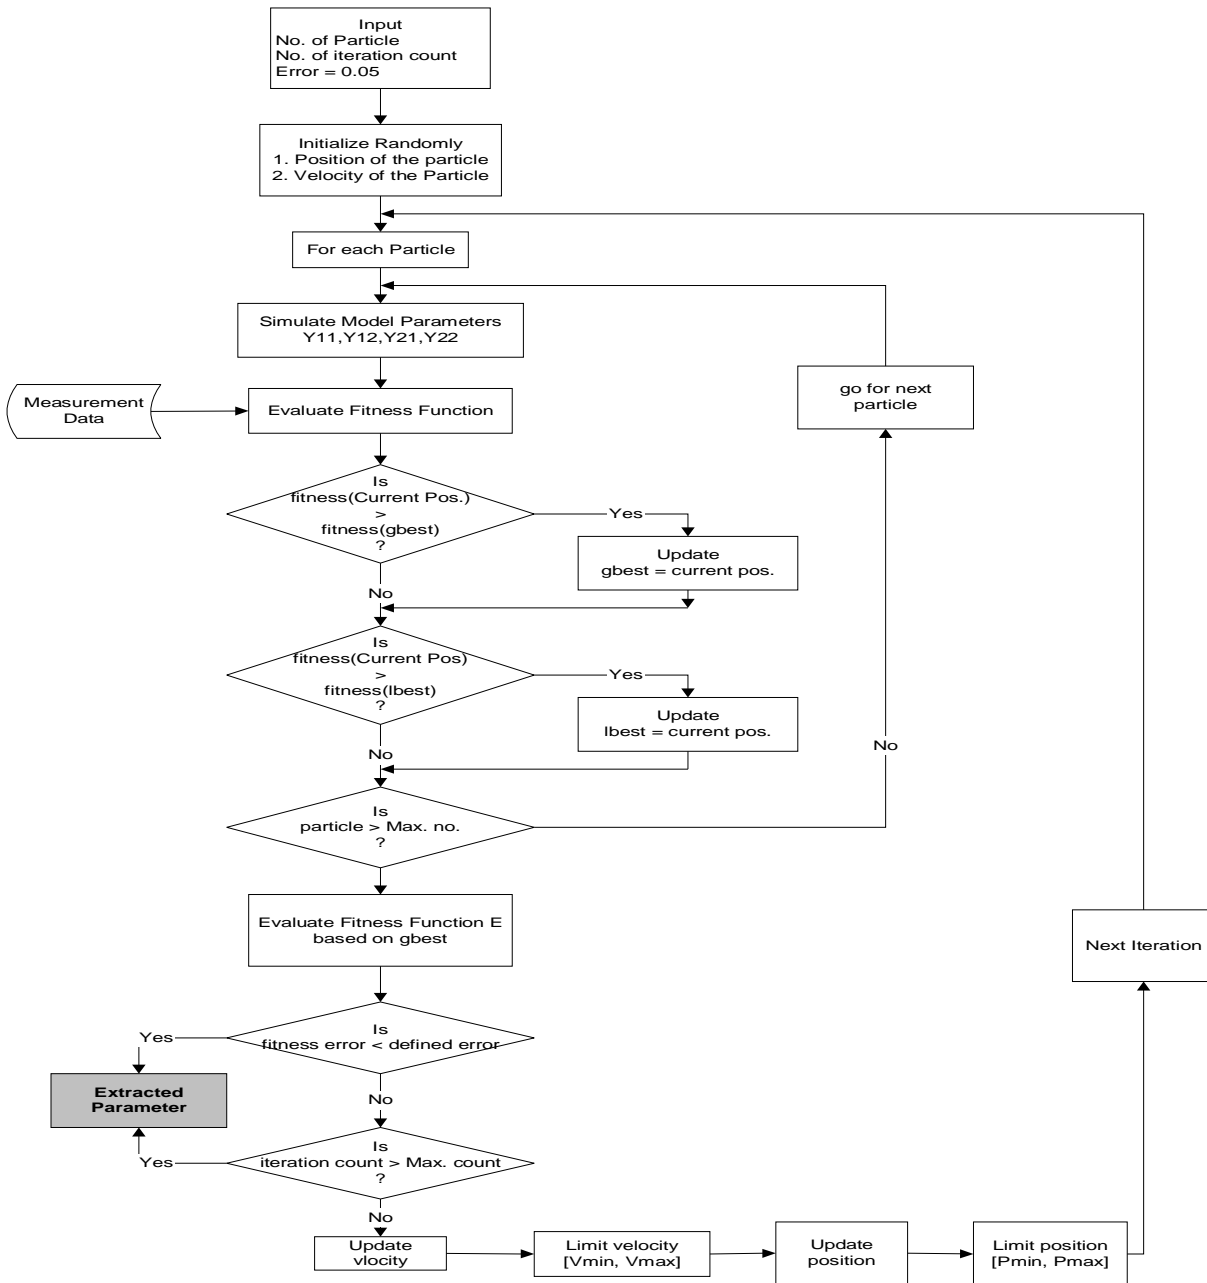 Input
No. of Particle
No. of iteration count
Error = 0.05
Initialize Randomly
1. Position of the particle
2. Velocity of the Particle
For each Particle
Simulate Model Parameters
Y11,Y12,Y21,Y22
go for next
particle
Measurement
Data
Evaluate Fitness Function
Is
fitness(Current Pos.)
>
fitness(gbest)
?
Yes
Update
gbest = current pos.
No
Is
fitness(Current Pos)
>
fitness(lbest)
?
Yes
Update
lbest = current pos.
No
No
Is
particle > Max. no.
?
Evaluate Fitness Function E
based on gbest
Next Iteration
Is
fitness error < defined error
Yes
Extracted
Parameter
No
Is
iteration count > Max. count
?
Yes
No
Update
vlocity
Limit velocity
[Vmin, Vmax]
Update
position
Limit position
[Pmin, Pmax]